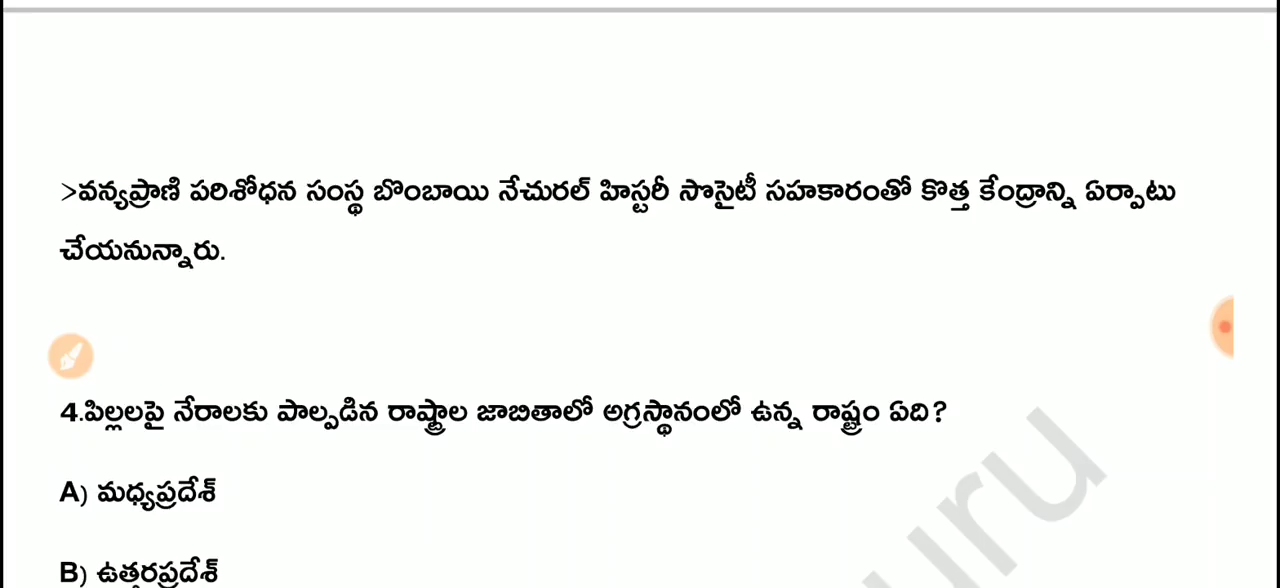 >వన్యప్రాణి పరిశోధన సంస్థ బొంబాయి నేచురల్ హిస్టరీ సొసైటీ సహకారంతో కొత్త కేంద్రాన్ని ఏర్పాటు
చేయనున్నారు.
4.పిల్లలపై నేరాలకు పాల్పడిన రాష్ట్రాల జాబితాలో అగ్రస్థానంలో ఉన్న రాష్ట్రం ఏది?
A) మధ్యప్రదేశ్
B) ఉత్తరప్రదేశ్
uru